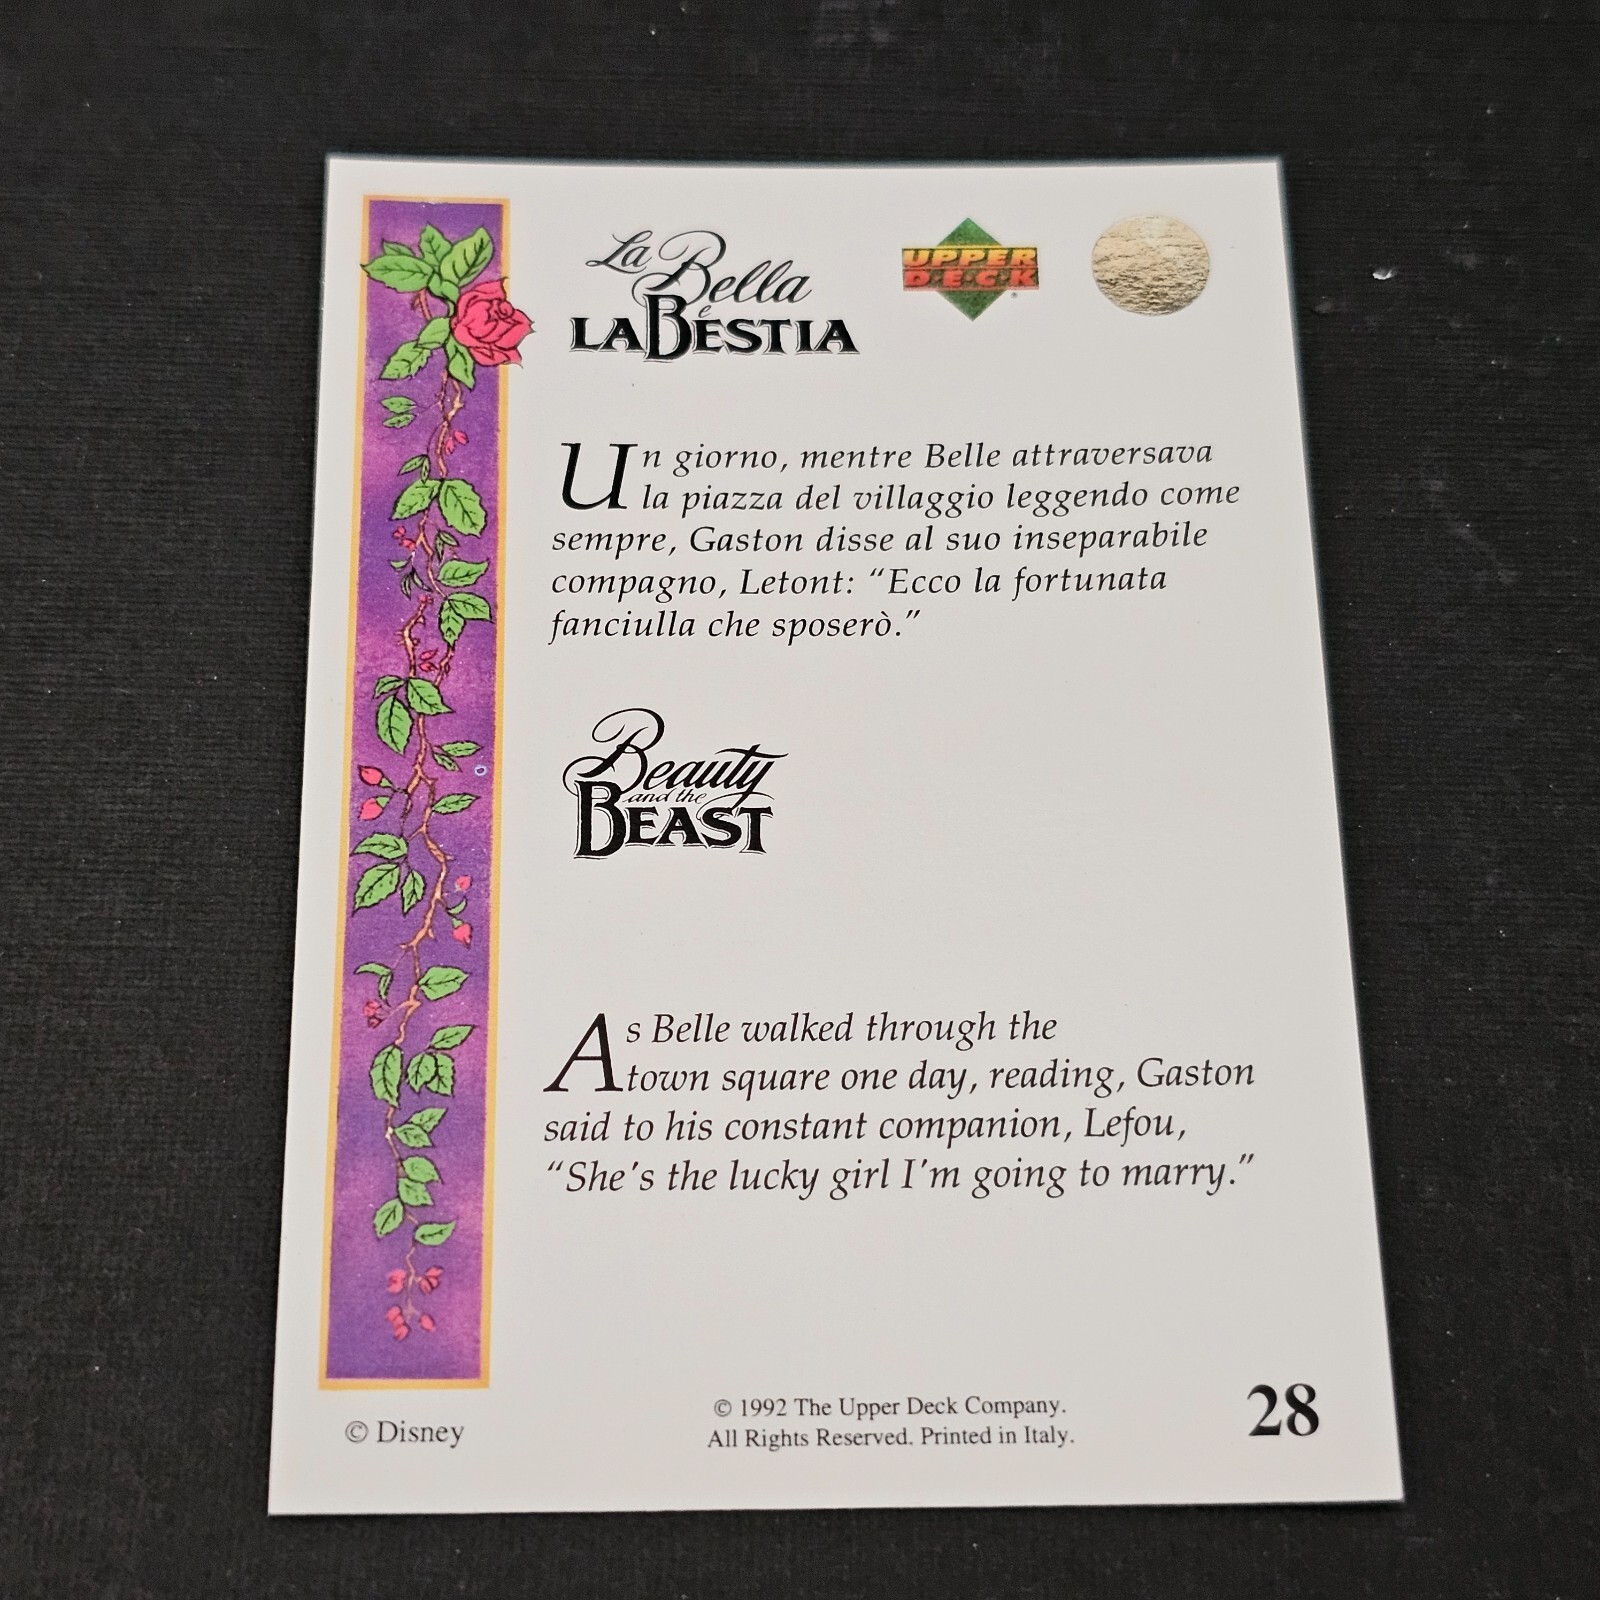 La Bella
e
LA BESTIA
UPPER
DECK
Un giorno, mentre Belle attraversava
la piazza del villaggio leggendo come
sempre, Gaston disse al suo inseparabile
compagno, Letont: “Ecco la fortunata
fanciulla che sposerò.”
Beauty
and the
BEAST
As Belle walked through the
town square one day, reading, Gaston
said to his constant companion, Lefou,
“She's the lucky girl I'm going to marry.”
© Disney
© 1992 The Upper Deck Company.
All Rights Reserved. Printed in Italy.
28